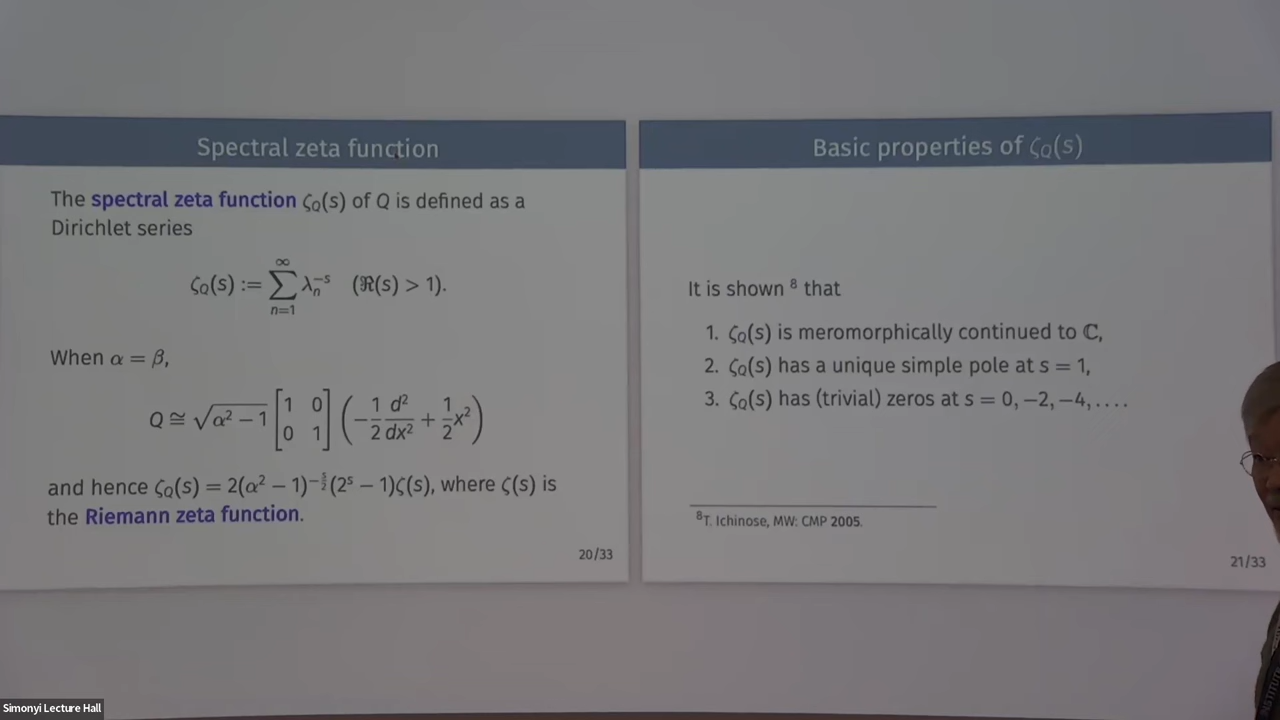 Spectral zeta function
The spectral zeta function ζ_Q(s) of Q is defined as a
Dirichlet series
ζ_Q(s) := ∑_{n=1}^{∞} λ_n^{-s} (ℜ(s) > 1).
When α = β,
Q ≅ √(α² − 1) [1 0; 0 1] (−1/2 d²/dx² + 1/2 x²)
and hence ζ_Q(s) = 2(α² − 1)^{−s/2}(2^s − 1)ζ(s), where ζ(s) is
the Riemann zeta function.
20/33
Basic properties of ζ_Q(s)
It is shown ⁸ that
1. ζ_Q(s) is meromorphically continued to ℂ,
2. ζ_Q(s) has a unique simple pole at s = 1,
3. ζ_Q(s) has (trivial) zeros at s = 0, −2, −4, . . . .
⁸T. Ichinose, MW: CMP 2005.
21/33
Simonyi Lecture Hall